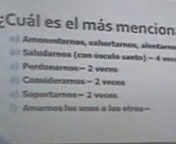 ¿Cuál es el más mencion
a) Amonestarnos, exhortarnos, alentarno
b) Saludarnos (con ósculo santo) – 4 vec
c) Perdonarnos – 2 veces
d) Considerarnos – 2 veces
e) Soportarnos – 2 veces
f) Amarnos los unos a los otros –